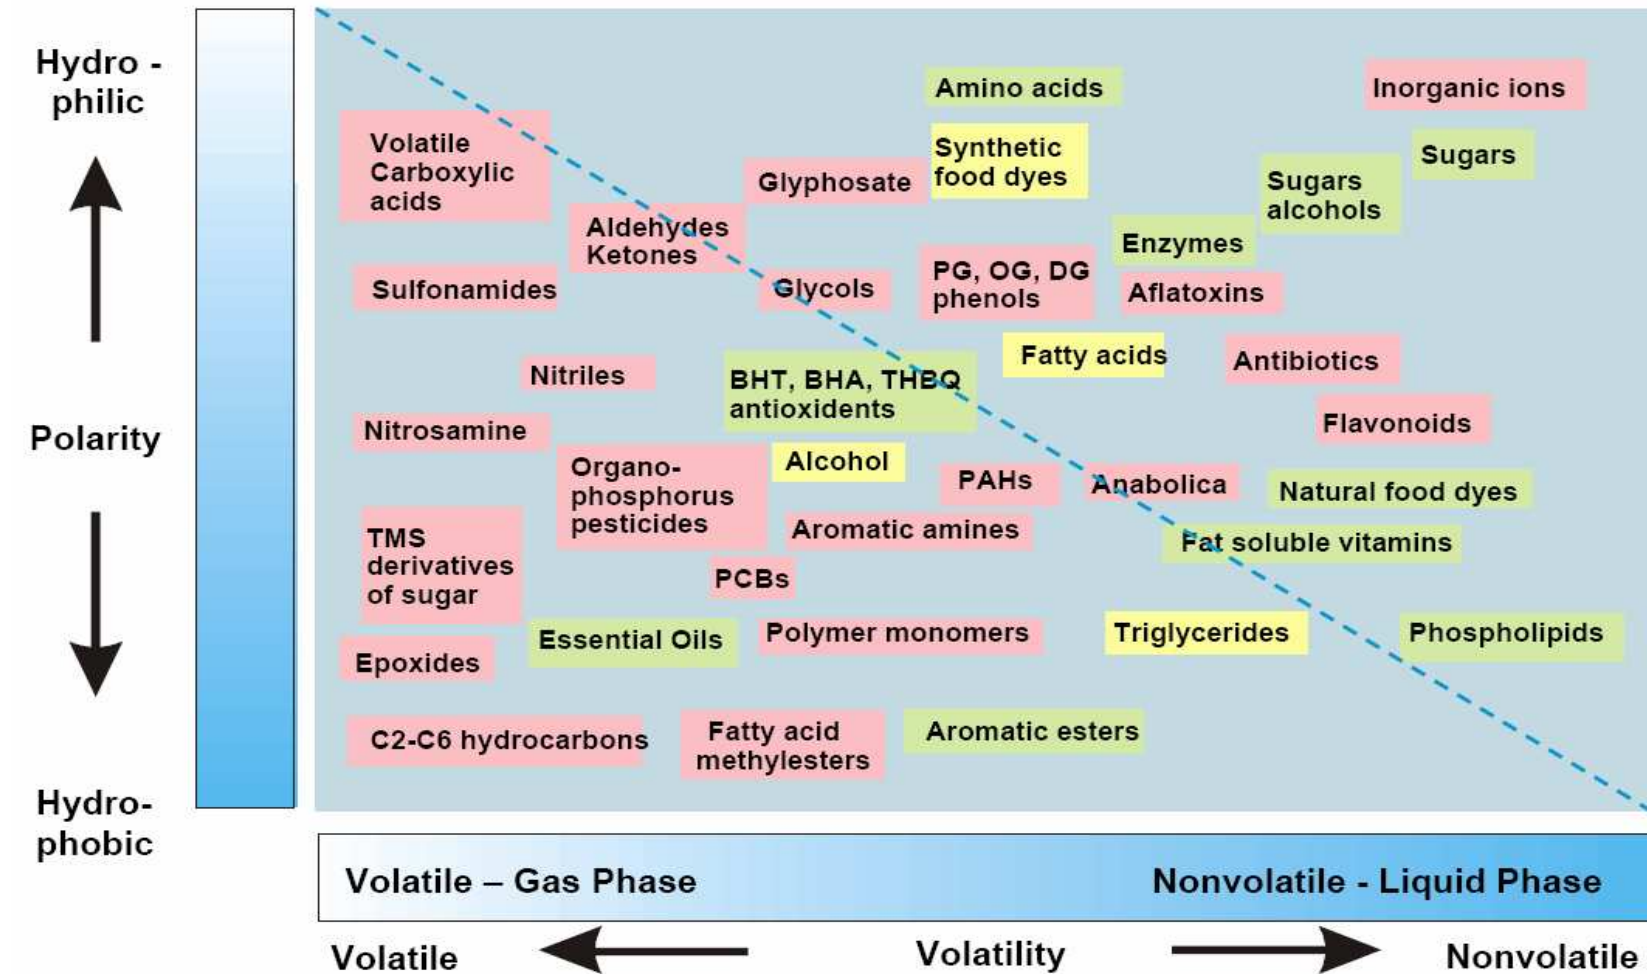 Hydro -
philic
Polarity
Hydro-
phobic
Amino acids
Inorganic ions
Volatile
Carboxylic
acids
Synthetic
food dyes
Sugars
Glyphosate
Sugars
alcohols
Aldehydes
Ketones
Enzymes
Sulfonamides
Glycols
PG, OG, DG
phenols
Aflatoxins
Nitriles
BHT, BHA, THBQ
antioxidents
Fatty acids
Antibiotics
Nitrosamine
Flavonoids
Organo-
phosphorus
pesticides
Alcohol
PAHs
Anabolica
Natural food dyes
TMS
derivatives
of sugar
Aromatic amines
Fat soluble vitamins
PCBs
Essential Oils
Polymer monomers
Triglycerides
Phospholipids
Epoxides
C2-C6 hydrocarbons
Fatty acid
methylesters
Aromatic esters
Volatile – Gas Phase
Nonvolatile - Liquid Phase
Volatile
Volatility
Nonvolatile